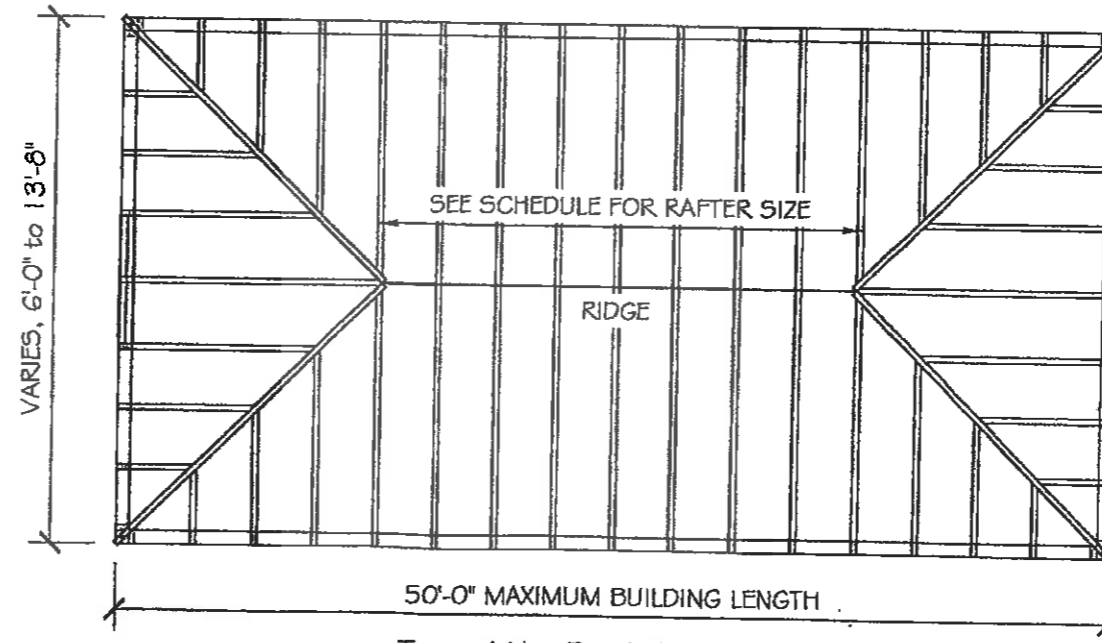 VARIES, 6'-0" to 13'-8"
SEE SCHEDULE FOR RAFTER SIZE
RIDGE
50'-0" MAXIMUM BUILDING LENGTH